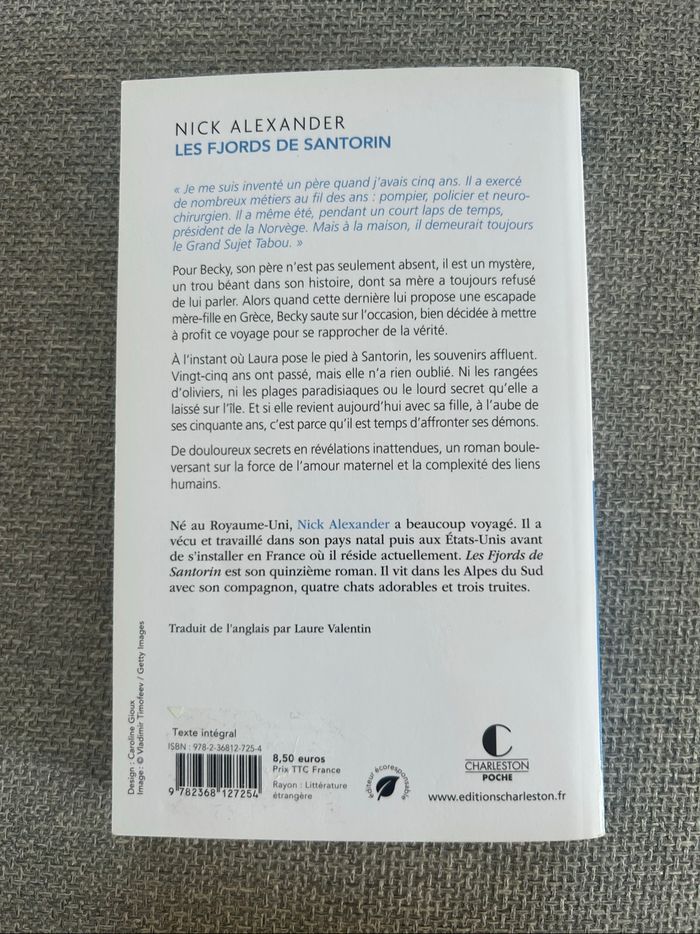 NICK ALEXANDER
LES FJORDS DE SANTORIN
« Je me suis inventé un père quand j'avais cinq ans. Il a exercé
de nombreux métiers au fil des ans : pompier, policier et neuro-
chirurgien. Il a même été, pendant un court laps de temps,
président de la Norvège. Mais à la maison, il demeurait toujours
le Grand Sujet Tabou. »
Pour Becky, son père n'est pas seulement absent, il est un mystère,
un trou béant dans son histoire, dont sa mère a toujours refusé
de lui parler. Alors quand cette dernière lui propose une escapade
mère-fille en Grèce, Becky saute sur l'occasion, bien décidée à mettre
à profit ce voyage pour se rapprocher de la vérité.
À l'instant où Laura pose le pied à Santorin, les souvenirs affluent.
Vingt-cinq ans ont passé, mais elle n'a rien oublié. Ni les rangées
d'oliviers, ni les plages paradisiaques ou le lourd secret qu'elle a
laissé sur l'île. Et si elle revient aujourd'hui avec sa fille, à l'aube de
ses cinquante ans, c'est parce qu'il est temps d'affronter ses démons.
De douloureux secrets en révélations inattendues, un roman boule-
versant sur la force de l'amour maternel et la complexité des liens
humains.
Né au Royaume-Uni, Nick Alexander a beaucoup voyagé. Il a
vécu et travaillé dans son pays natal puis aux États-Unis avant
de s'installer en France où il réside actuellement. Les Fjords de
Santorin est son quinzième roman. Il vit dans les Alpes du Sud
avec son compagnon, quatre chats adorables et trois truites.
Traduit de l'anglais par Laure Valentin
Design : Caroline Gioux
Image : © Vladimir Timofeev / Getty Images
Texte intégral
ISBN : 978-2-36812-725-4
9 782368 127254
8,50 euros
Prix TTC France
Rayon : Littérature
étrangère
éditeur écoresponsable
C
CHARLESTON
POCHE
www.editionscharleston.fr